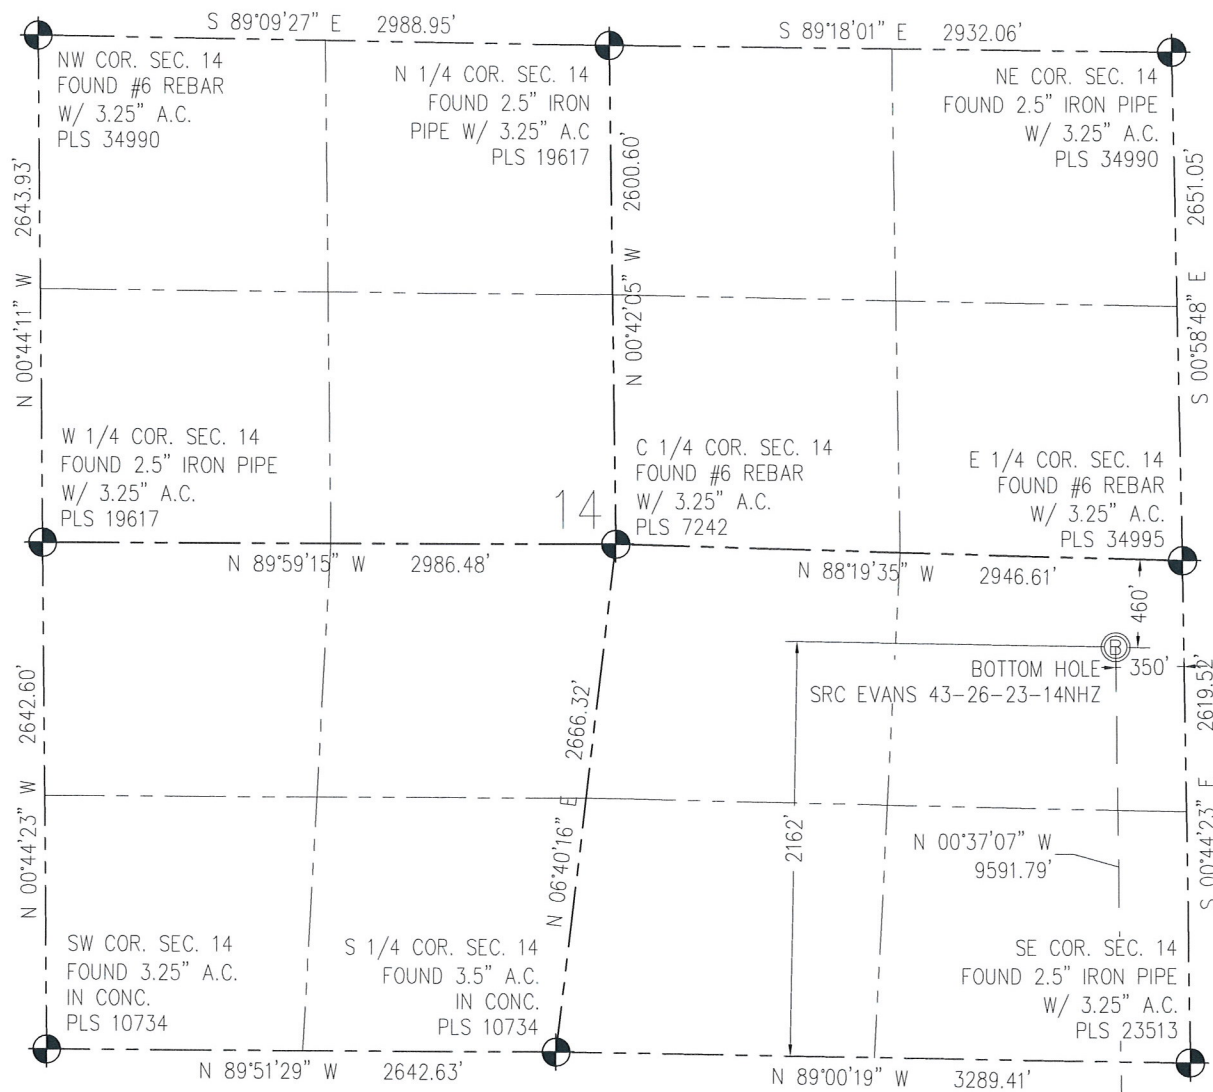 S 89°09'27" E 2988.95'
S 89°18'01" E 2932.06'
NW COR. SEC. 14
FOUND #6 REBAR
W/ 3.25" A.C.
PLS 34990
N 1/4 COR. SEC. 14
FOUND 2.5" IRON
PIPE W/ 3.25" A.C
PLS 19617
NE COR. SEC. 14
FOUND 2.5" IRON PIPE
W/ 3.25" A.C.
PLS 34990
N 00°44'11" W 2643.93'
N 00°42'05" W 2600.60'
S 00°58'48" E 2651.05'
W 1/4 COR. SEC. 14
FOUND 2.5" IRON PIPE
W/ 3.25" A.C.
PLS 19617
14
C 1/4 COR. SEC. 14
FOUND #6 REBAR
W/ 3.25" A.C.
PLS 7242
E 1/4 COR. SEC. 14
FOUND #6 REBAR
W/ 3.25" A.C.
PLS 34995
N 89°59'15" W 2986.48'
N 88°19'35" W 2946.61'
460'
B
350'
BOTTOM HOLE
SRC EVANS 43-26-23-14NHZ
N 00°44'23" W 2642.60'
N 06°40'16" E 2666.32'
2162'
S 00°44'23" E 2619.52'
N 00°37'07" W
9591.79'
SW COR. SEC. 14
FOUND 3.25" A.C.
IN CONC.
PLS 10734
S 1/4 COR. SEC. 14
FOUND 3.5" A.C.
IN CONC.
PLS 10734
SE COR. SEC. 14
FOUND 2.5" IRON PIPE
W/ 3.25" A.C.
PLS 23513
N 89°51'29" W 2642.63'
N 89°00'19" W 3289.41'